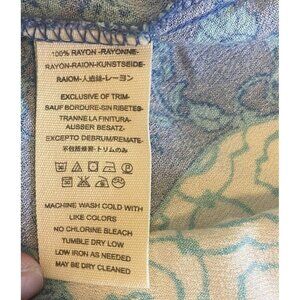 100% RAYON -RAYONNE-
RAYON-RAION-KUNSTSEIDE-
RAIOM-人造絲-レーヨン
EXCLUSIVE OF TRIM-
SAUF BORDURE-SIN RIBETES-
TRANNE LA FINITURA-
AUSSER BESATZ-
EXCEPTO DEBRUM/REMATE-
不包括修邊-トリムのみ
MACHINE WASH COLD WITH
LIKE COLORS
NO CHLORINE BLEACH
TUMBLE DRY LOW
LOW IRON AS NEEDED
MAY BE DRY CLEANED